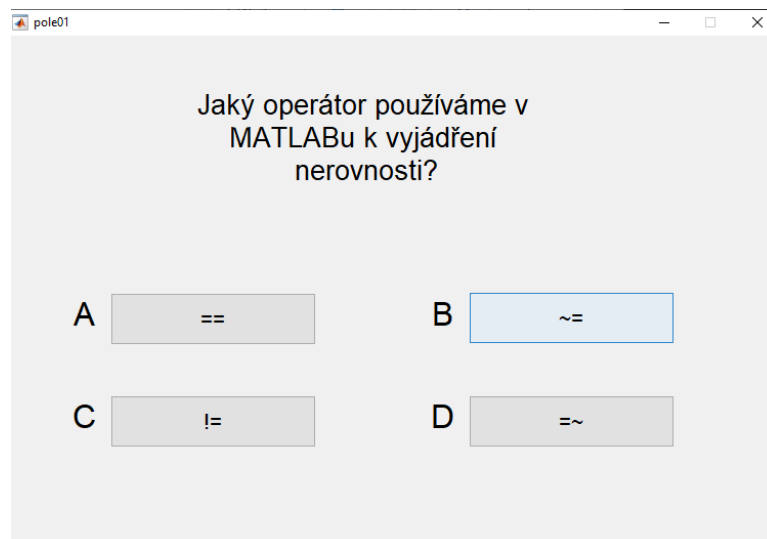 pole01
Jaký operátor používáme v
MATLABu k vyjádření
nerovnosti?
A == B ~=
C != D =~